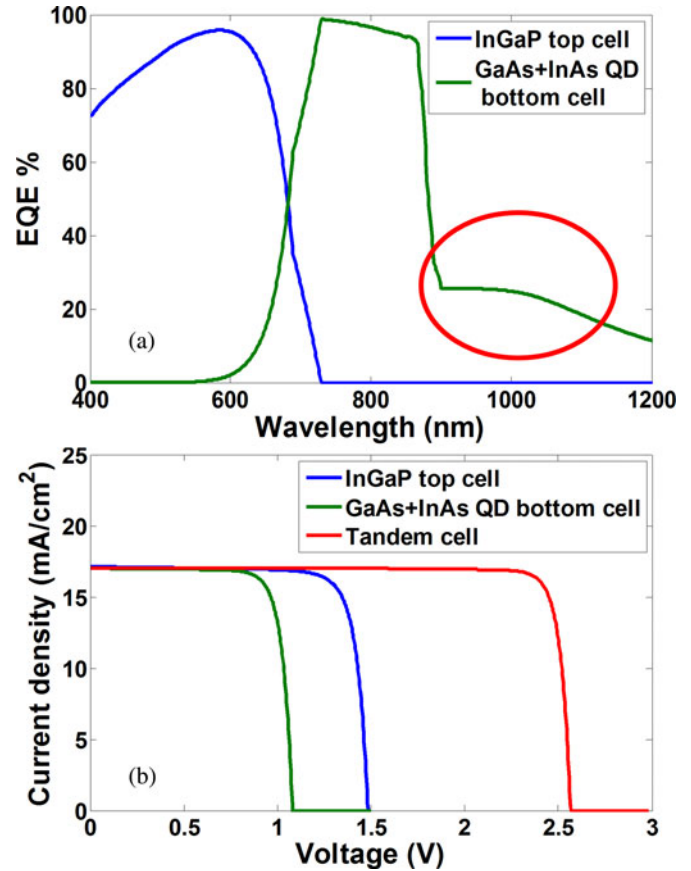 InGaP top cell
GaAs+InAs QD
bottom cell
EQE %
100
80
60
40
20
0
(a)
400
600
800
1000
1200
Wavelength (nm)
InGaP top cell
GaAs+InAs QD bottom cell
Tandem cell
Current density (mA/cm²)
25
20
15
10
5
0
(b)
0
0.5
1
1.5
2
2.5
3
Voltage (V)